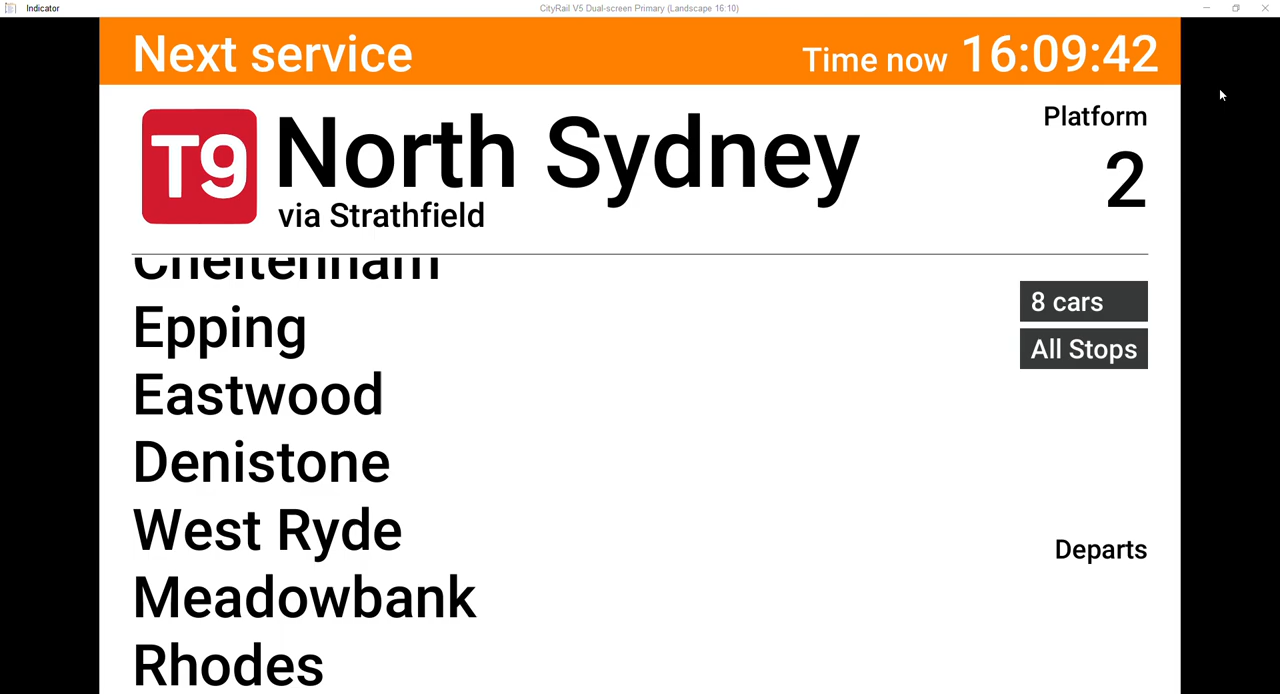 Indicator
CityRail V5 Dual-screen Primary (Landscape 16:10)
Next service
Time now 16:09:42
T9 North Sydney
via Strathfield
Platform
2
Cheltenham
Epping
Eastwood
Denistone
West Ryde
Meadowbank
Rhodes
8 cars
All Stops
Departs